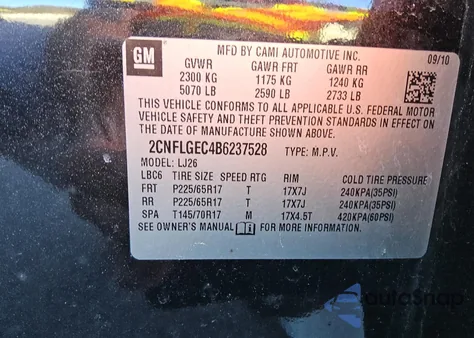 MFD BY CAMI AUTOMOTIVE INC.
GM
09/10
GVWR GAWR FRT GAWR RR
2300 KG 1175 KG 1240 KG
5070 LB 2590 LB 2733 LB
THIS VEHICLE CONFORMS TO ALL APPLICABLE U.S. FEDERAL MOTOR
VEHICLE SAFETY AND THEFT PREVENTION STANDARDS IN EFFECT ON
THE DATE OF MANUFACTURE SHOWN ABOVE.
2CNFLGEC4B6237528 TYPE: M.P.V.
MODEL: LJ26
LBC6 TIRE SIZE SPEED RTG RIM COLD TIRE PRESSURE
FRT P225/65R17 T 17X7J 240KPA(35PSI)
RR P225/65R17 T 17X7J 240KPA(35PSI)
SPA T145/70R17 M 17X4.5T 420KPA(60PSI)
SEE OWNER'S MANUAL FOR MORE INFORMATION.
autoSnap